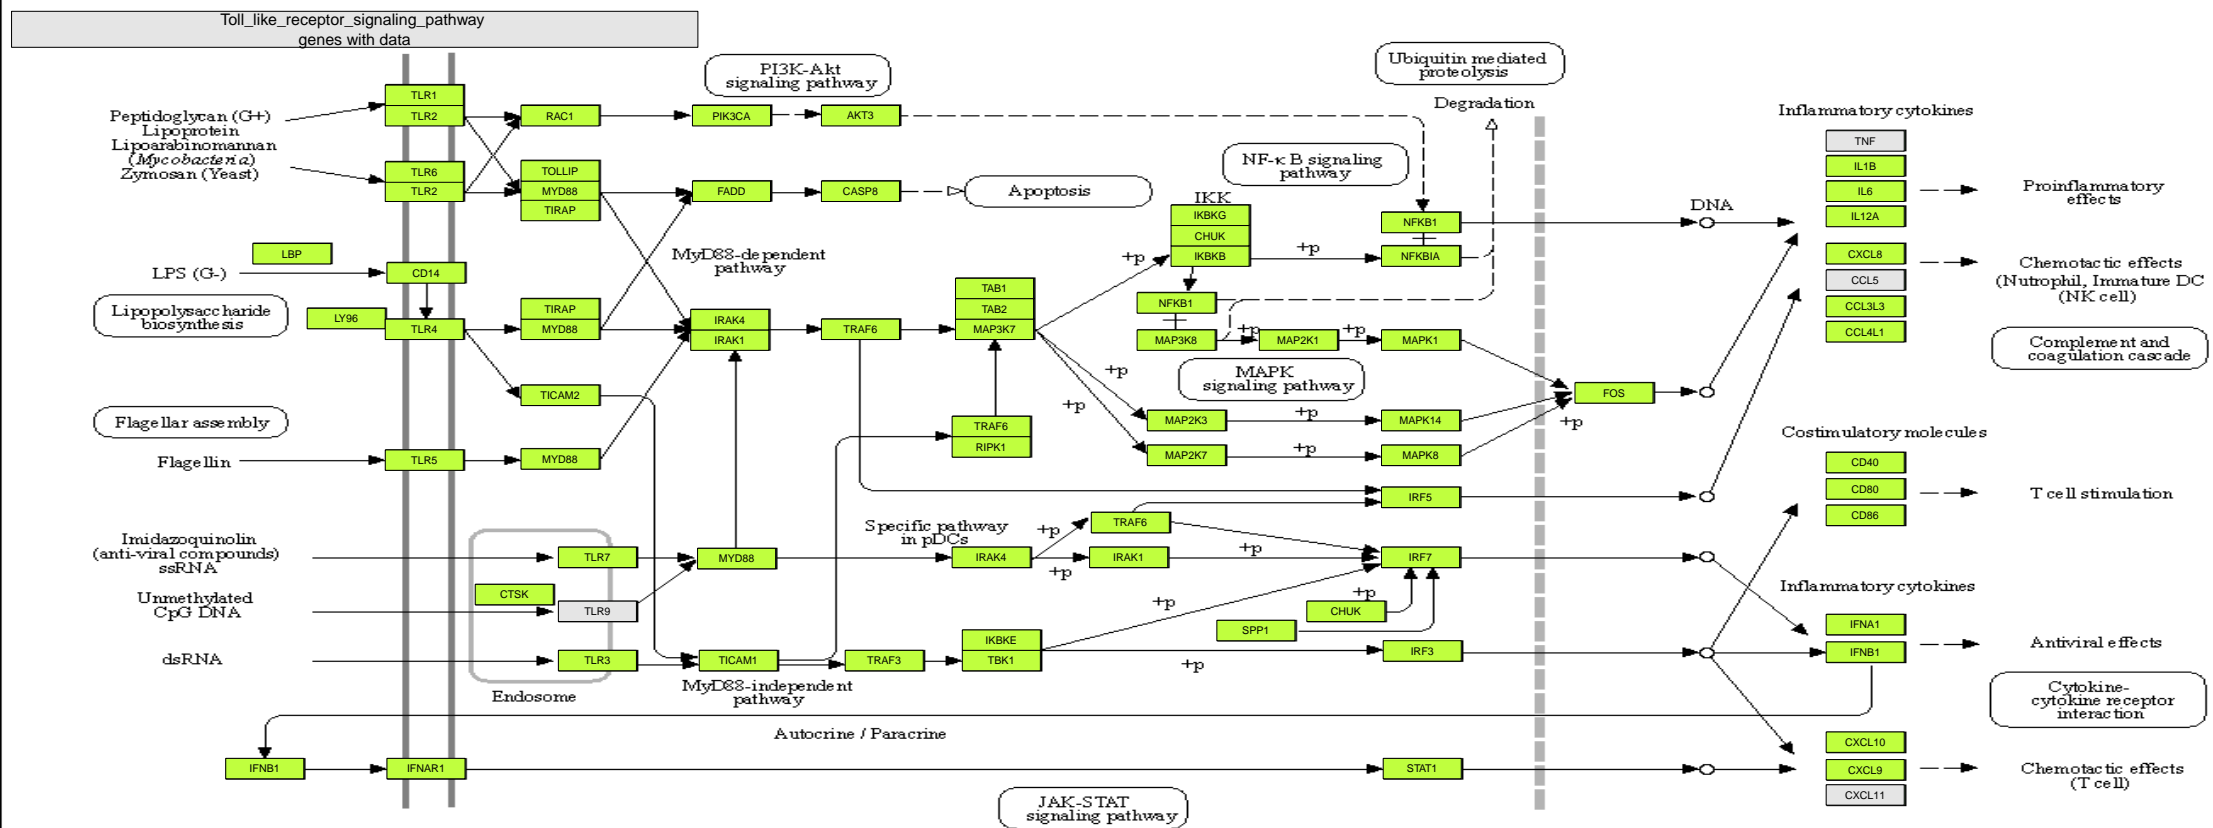 Toll_like_receptor_signaling_pathway
genes with data
PI3K-Akt
signaling pathway
Ubiquitin mediated
proteolysis
Degradation
Inflammatory cytokines
Peptidoglycan (G+)
Lipoprotein
Lipoarabinomannan
(Mycobacteria)
Zymosan (Yeast)
TLR1
TLR2
RAC1
PIK3CA
AKT3
TLR6
TLR2
TOLLIP
MYD88
TIRAP
FADD
CASP8
Apoptosis
NF-κ B signaling
pathway
IKK
IKBKG
CHUK
IKBKB
+p
+p
NFKB1
NFKBIA
DNA
TNF
IL1B
IL6
IL12A
Proinflammatory
effects
LBP
LPS (G-)
CD14
MyD88-dependent
pathway
CXCL8
CCL5
CCL3L3
CCL4L1
Chemotactic effects
(Nutrophil, Immature DC
(NK cell)
Lipopolysaccharide
biosynthesis
LY96
TLR4
TIRAP
MYD88
IRAK4
IRAK1
TRAF6
TAB1
TAB2
MAP3K7
NFKB1
MAP3K8
+p
MAP2K1
+p
MAPK1
Complement and
coagulation cascade
MAPK
signaling pathway
+p
+p
TICAM2
FOS
+p
Flagellar assembly
Flagellin
TLR5
MYD88
TRAF6
RIPK1
MAP2K3
+p
MAPK14
MAP2K7
+p
MAPK8
Costimulatory molecules
CD40
CD80
CD86
T cell stimulation
IRF5
Specific pathway
in pDCs
+p
TRAF6
Imidazoquinolin
(anti-viral compounds)
ssRNA
TLR7
MYD88
IRAK4
+p
IRAK1
+p
IRF7
Unmethylated
CpG DNA
CTSK
TLR9
+p
+p
CHUK
SPP1
Inflammatory cytokines
IFNA1
IFNB1
Antiviral effects
dsRNA
TLR3
TICAM1
TRAF3
IKBKE
TBK1
+p
IRF3
Endosome
MyD88-independent
pathway
Cytokine-
cytokine receptor
interaction
Autocrine / Paracrine
IFNB1
IFNAR1
STAT1
CXCL10
CXCL9
CXCL11
Chemotactic effects
(T cell)
JAK-STAT
signaling pathway